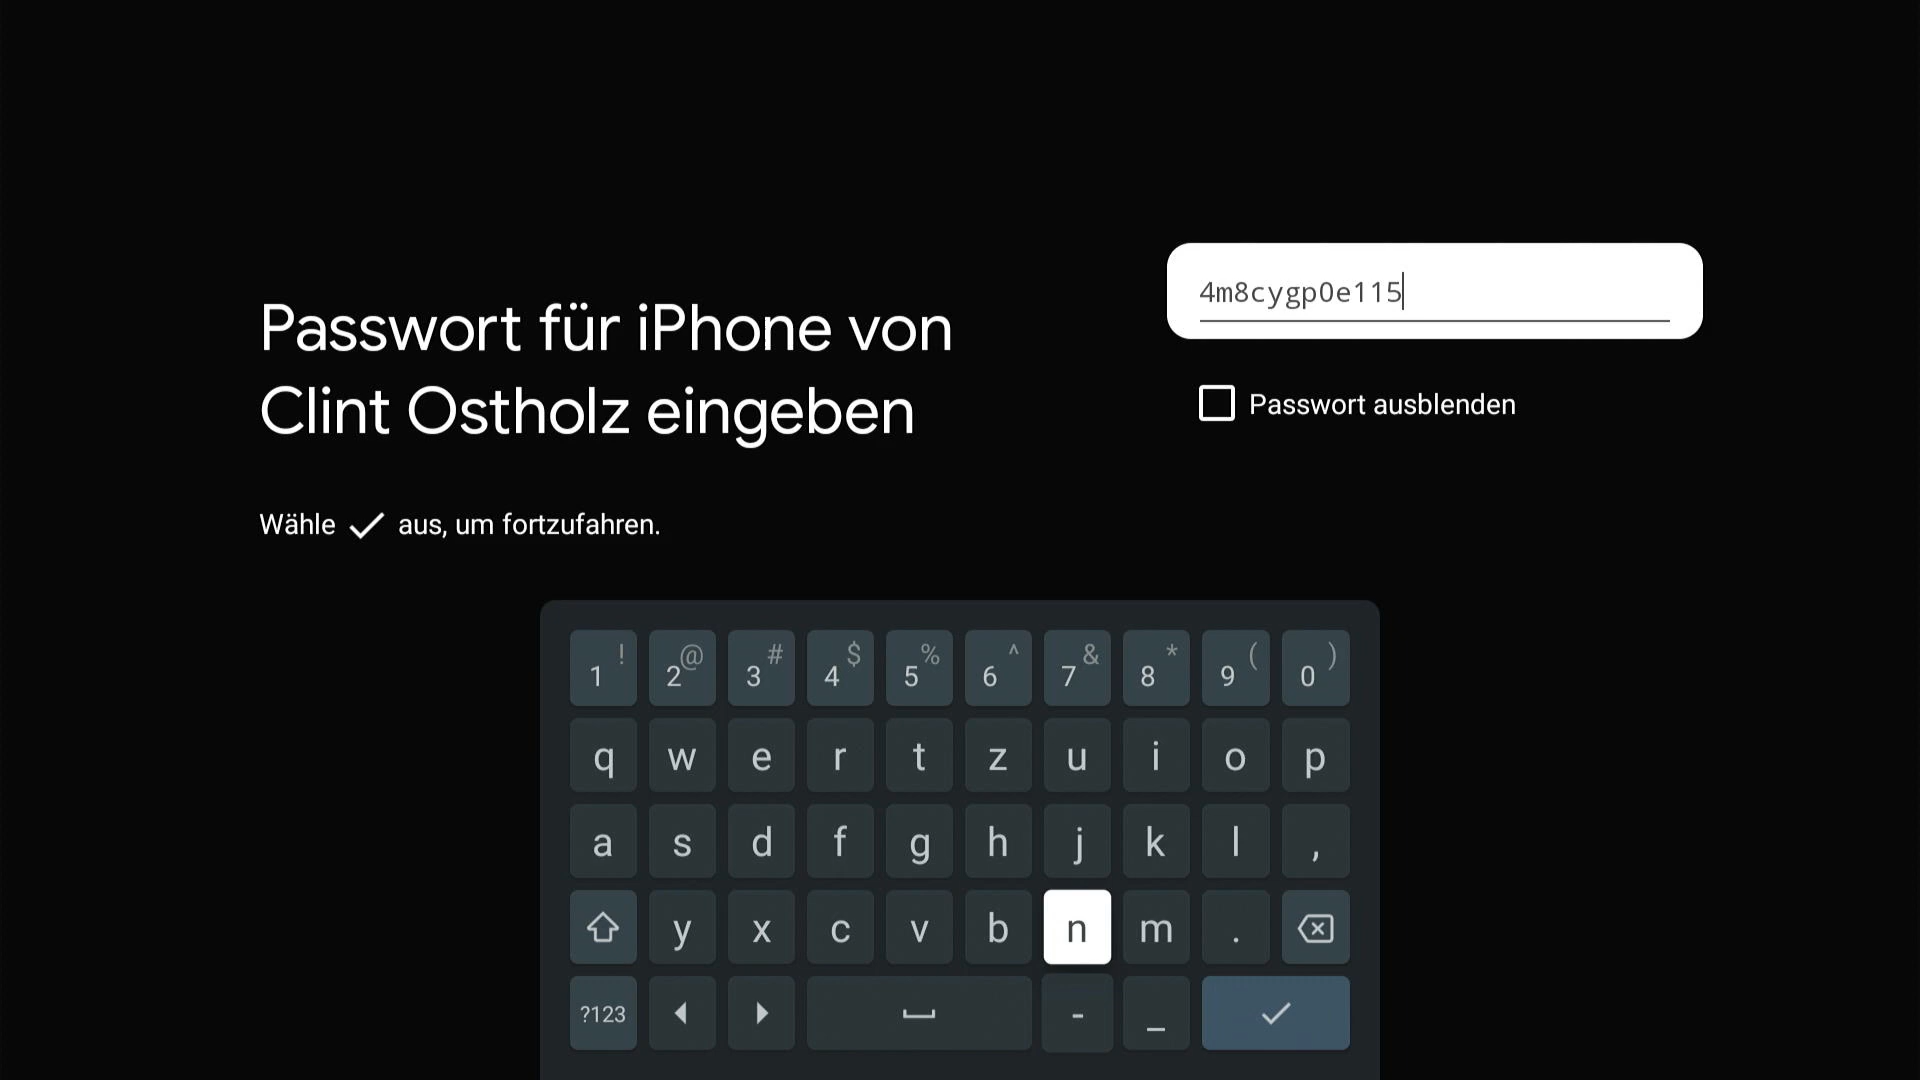 Passwort für iPhone von
Clint Ostholz eingeben
Wähle ✓ aus, um fortzufahren.
4m8cygp0e115
Passwort ausblenden
1 ! 2 @ 3 # 4 $ 5 % 6 ^ 7 & 8 * 9 ( 0 )
q w e r t z u i o p
a s d f g h j k l ,
y x c v b n m .
?123 - _